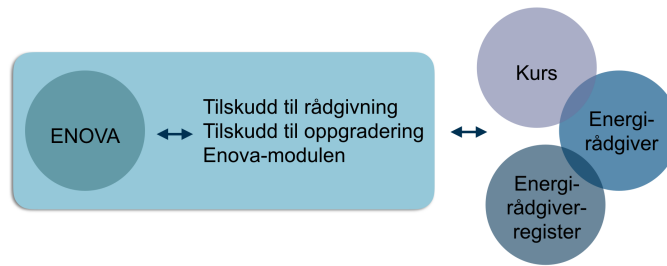 ENOVA
Tilskudd til rådgivning
Tilskudd til oppgradering
Enova-modulen
Kurs
Energi-
rådgiver
Energi-
rådgiver-
register